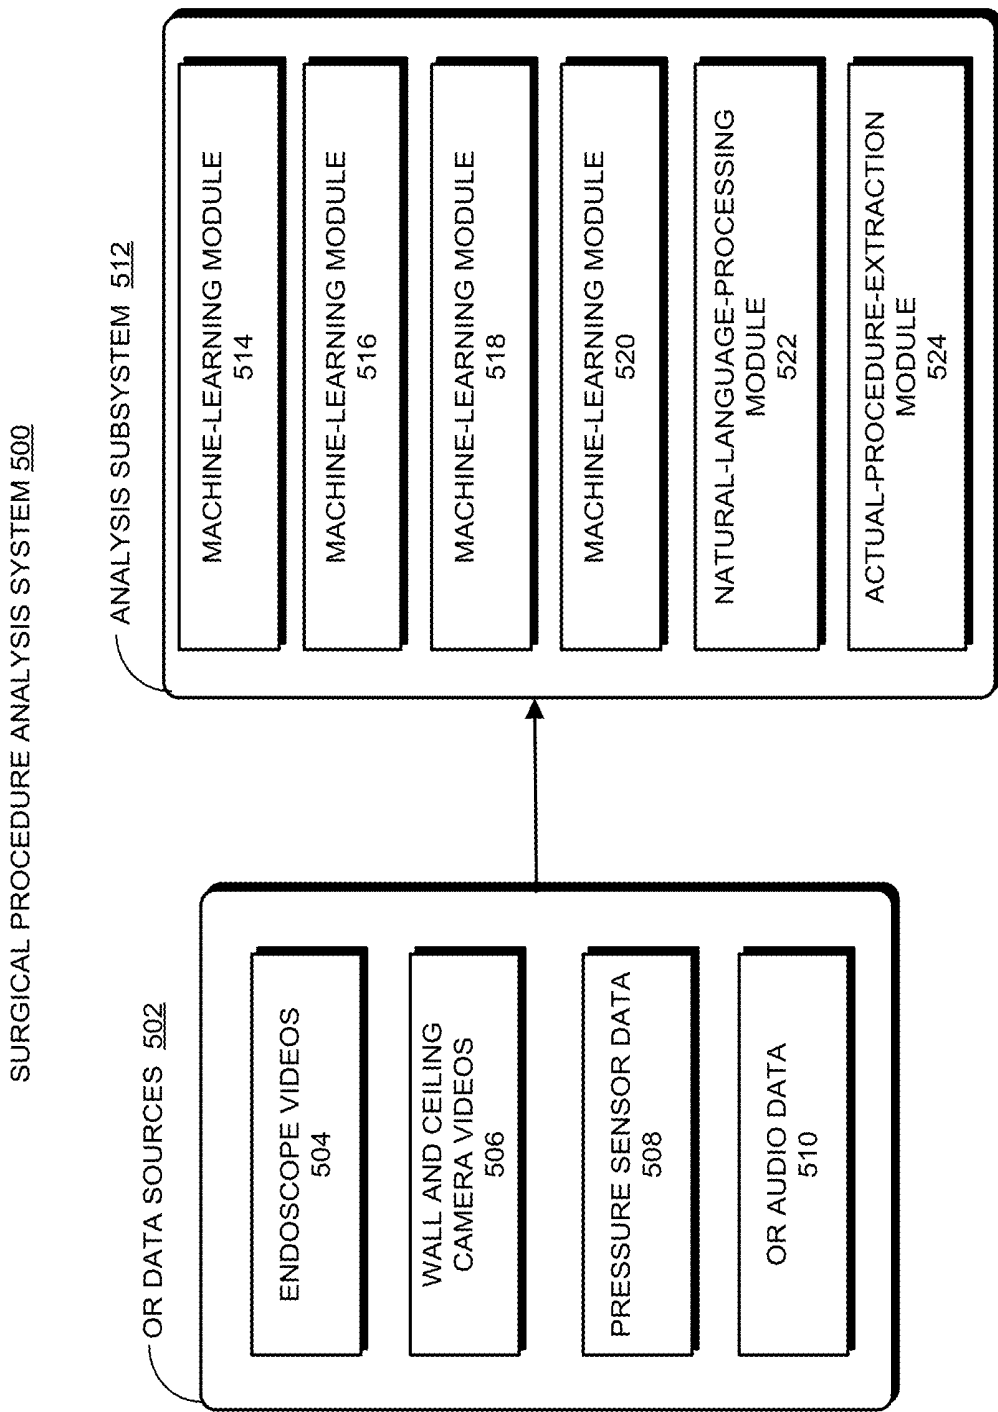 SURGICAL PROCEDURE ANALYSIS SYSTEM 500
OR DATA SOURCES 502
ENDOSCOPE VIDEOS
504
WALL AND CEILING
CAMERA VIDEOS
506
PRESSURE SENSOR DATA
508
OR AUDIO DATA
510
ANALYSIS SUBSYSTEM 512
MACHINE-LEARNING MODULE
514
MACHINE-LEARNING MODULE
516
MACHINE-LEARNING MODULE
518
MACHINE-LEARNING MODULE
520
NATURAL-LANGUAGE-PROCESSING
MODULE
522
ACTUAL-PROCEDURE-EXTRACTION
MODULE
524